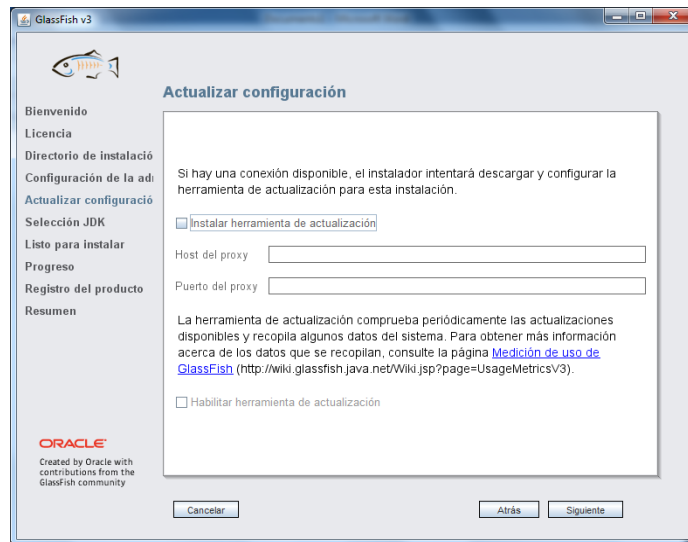 GlassFish v3
Actualizar configuración
Bienvenido
Licencia
Directorio de instalació
Configuración de la adı
Actualizar configuració
Selección JDK
Listo para instalar
Progreso
Registro del producto
Resumen
Si hay una conexión disponible, el instalador intentará descargar y configurar la
herramienta de actualización para esta instalación.
Instalar herramienta de actualización
Host del proxy
Puerto del proxy
La herramienta de actualización comprueba periódicamente las actualizaciones
disponibles y recopila algunos datos del sistema. Para obtener más información
acerca de los datos que se recopilan, consulte la página Medición de uso de
GlassFish (http://wiki.glassfish.java.net/Wiki.jsp?page=UsageMetricsV3).
Habilitar herramienta de actualización
ORACLE
Created by Oracle with
contributions from the
GlassFish community
Cancelar
Atrás
Siguiente